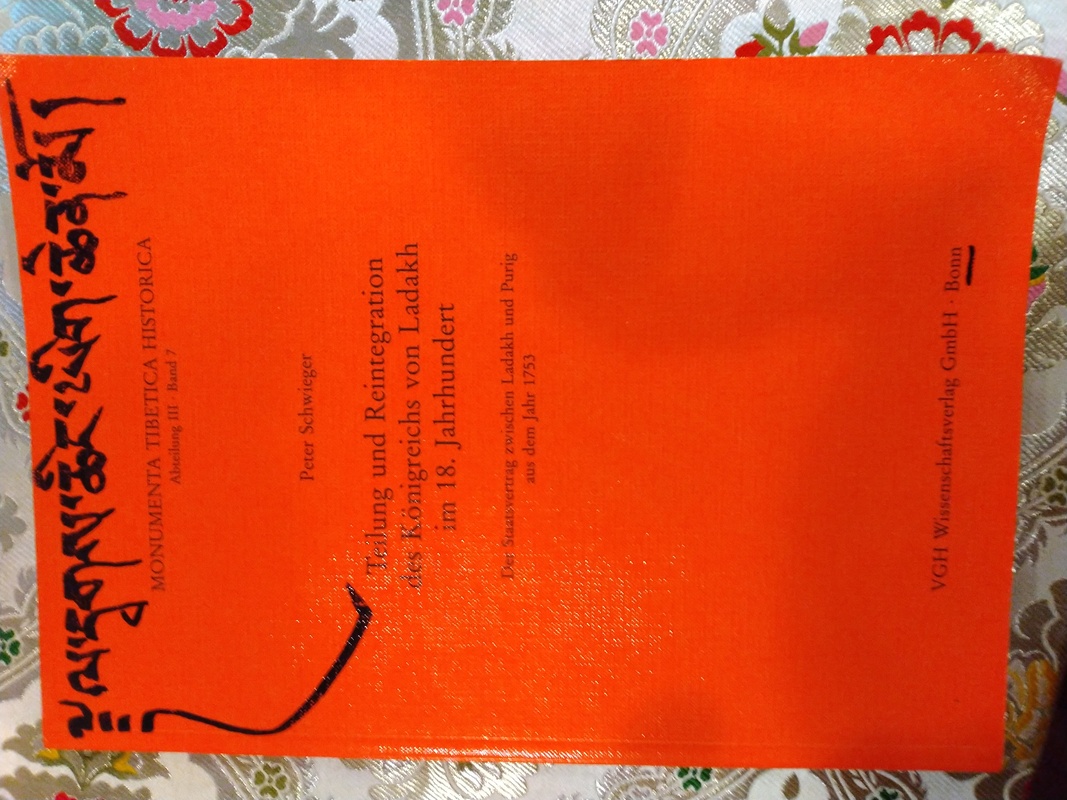 ༄༅། ལ་དྭགས་ཆིང་ཡིག་ཆེན་མོ།
MONUMENTA TIBETICA HISTORICA
Abteilung III · Band 7
Peter Schwieger
Teilung und Reintegration
des Königreichs von Ladakh
im 18. Jahrhundert
Der Staatsvertrag zwischen Ladakh und Purig
aus dem Jahr 1753
VGH Wissenschaftsverlag GmbH · Bonn